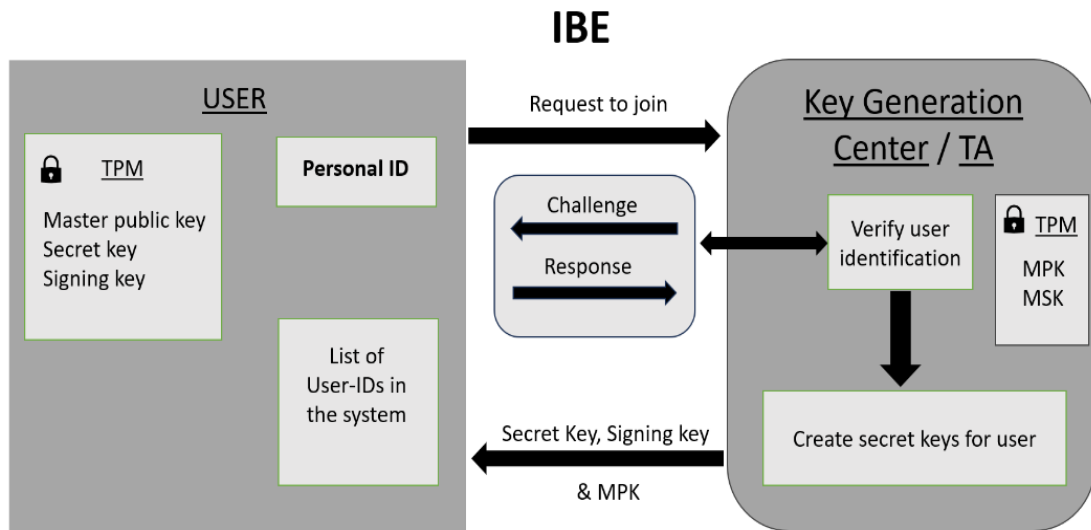 IBE
USER
TPM
Master public key
Secret key
Signing key
Personal ID
List of
User-IDs in
the system
Request to join
Challenge
Response
Secret Key, Signing key
& MPK
Key Generation
Center / TA
Verify user
identification
TPM
MPK
MSK
Create secret keys for user